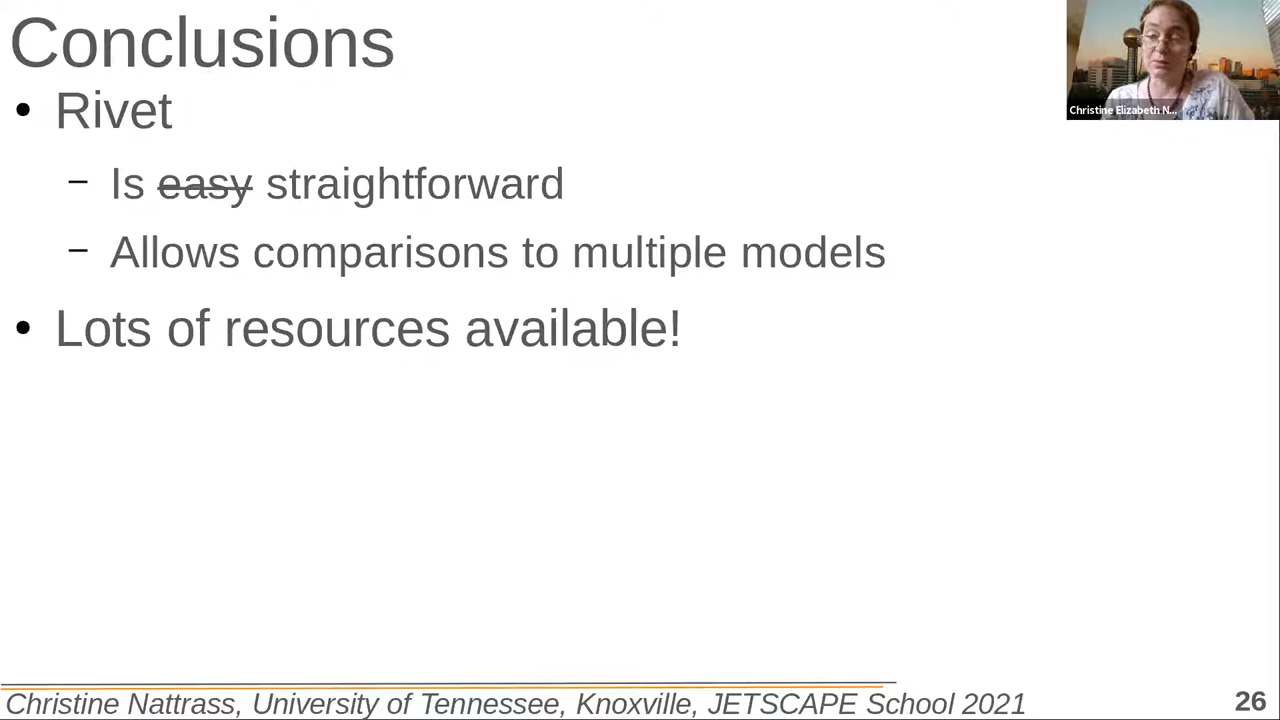 Conclusions
Christine Elizabeth N...
• Rivet
– Is easy straightforward
– Allows comparisons to multiple models
• Lots of resources available!
Christine Nattrass, University of Tennessee, Knoxville, JETSCAPE School 2021
26